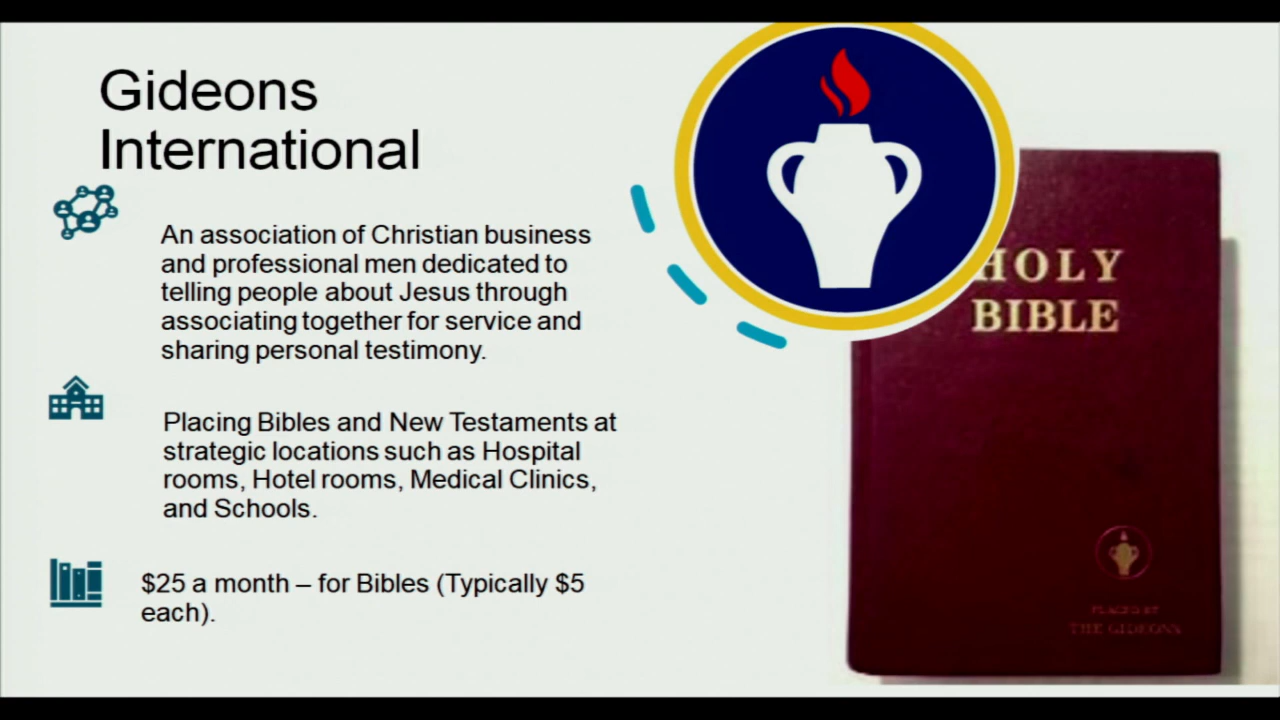 Gideons
International
An association of Christian business
and professional men dedicated to
telling people about Jesus through
associating together for service and
sharing personal testimony.
Placing Bibles and New Testaments at
strategic locations such as Hospital
rooms, Hotel rooms, Medical Clinics,
and Schools.
$25 a month – for Bibles (Typically $5
each).
HOLY
BIBLE
PLACED BY
THE GIDEONS